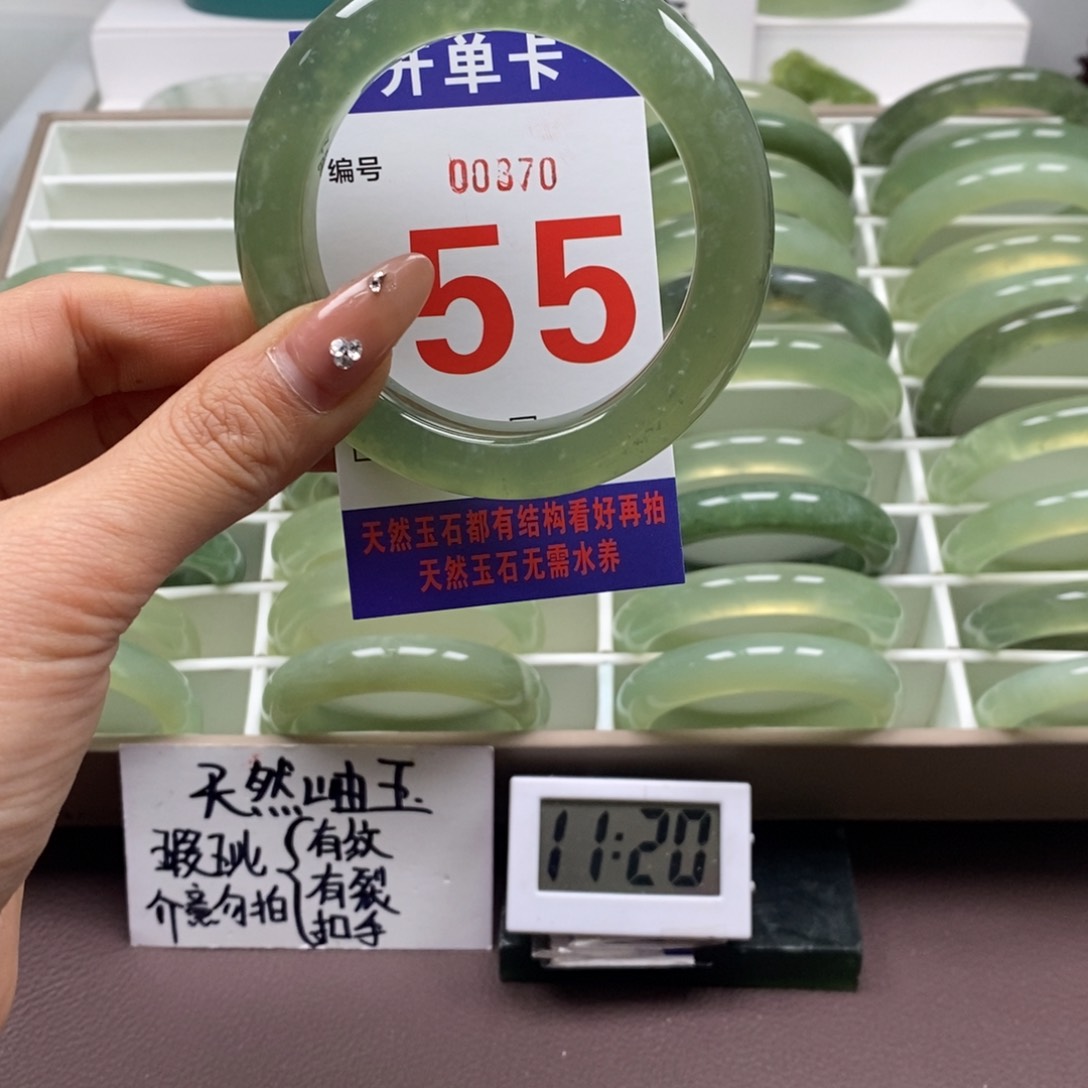 开单卡
编号 00870
55
天然玉石都有结构看好再拍
天然玉石无需水养
天然岫玉
瑕玼
介意勿拍
有纹
有裂
扣手
11:20